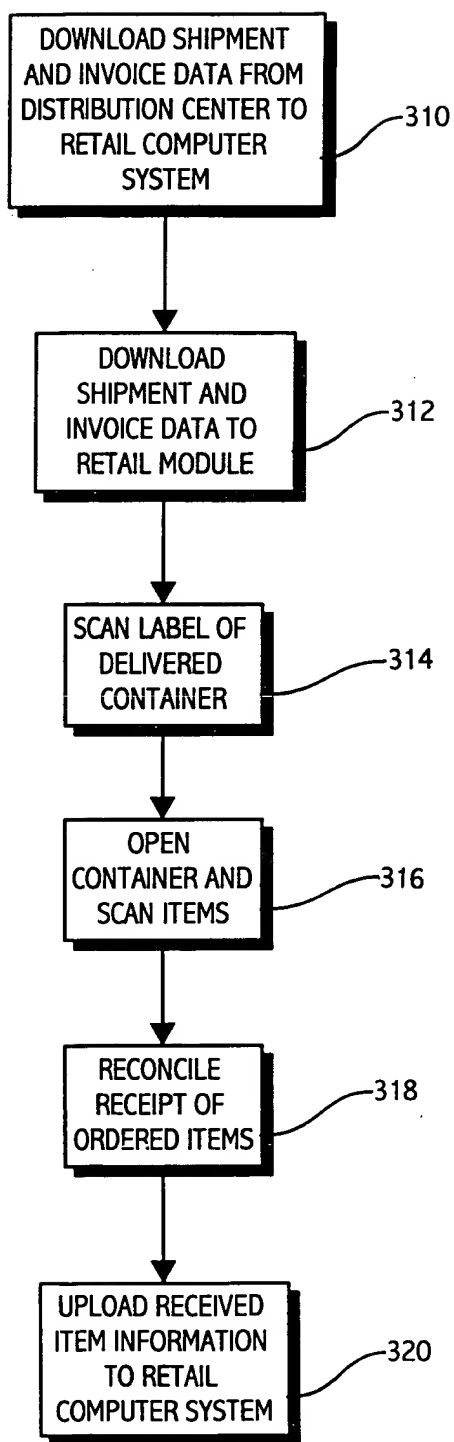 DOWNLOAD SHIPMENT
AND INVOICE DATA FROM
DISTRIBUTION CENTER TO
RETAIL COMPUTER
SYSTEM
310
DOWNLOAD
SHIPMENT AND
INVOICE DATA TO
RETAIL MODULE
312
SCAN LABEL OF
DELIVERED
CONTAINER
314
OPEN
CONTAINER AND
SCAN ITEMS
316
RECONCILE
RECEIPT OF
ORDERED ITEMS
318
UPLOAD RECEIVED
ITEM INFORMATION
TO RETAIL
COMPUTER SYSTEM
320